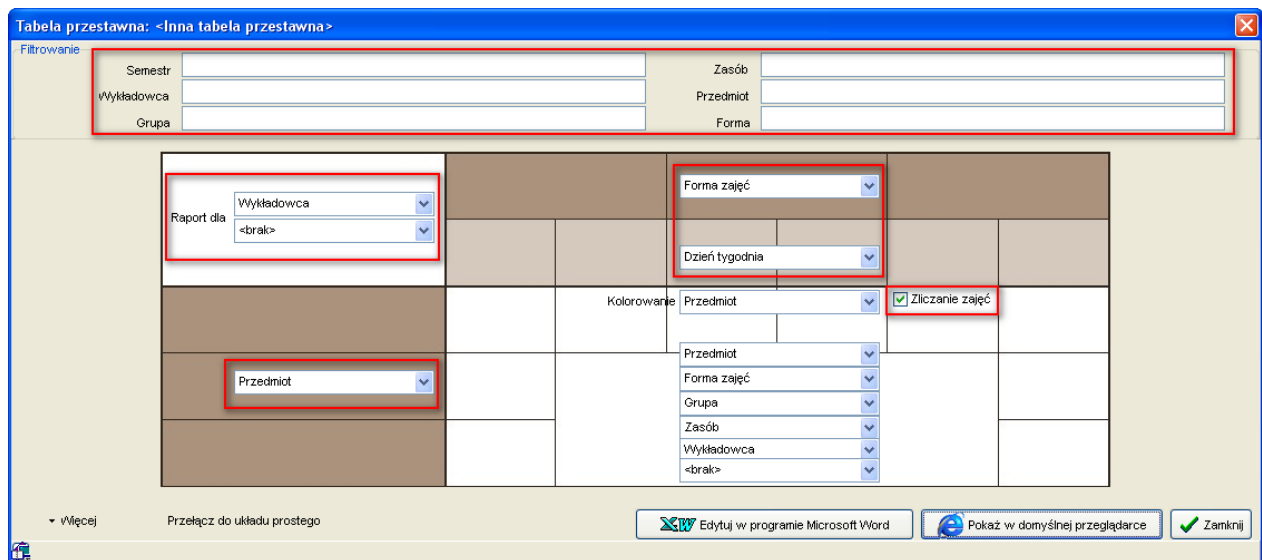 Tabela przestawna: <Inna tabela przestawna>
Filtrowanie
Semestr
Zasób
Wykładowca
Przedmiot
Grupa
Forma
Raport dla
Wykładowca
<brak>
Forma zajęć
Dzień tygodnia
Kolorowanie Przedmiot
Zliczanie zajęć
Przedmiot
Przedmiot
Forma zajęć
Grupa
Zasób
Wykładowca
<brak>
Więcej
Przełącz do układu prostego
Edytuj w programie Microsoft Word
Pokaż w domyślnej przeglądarce
Zamknij